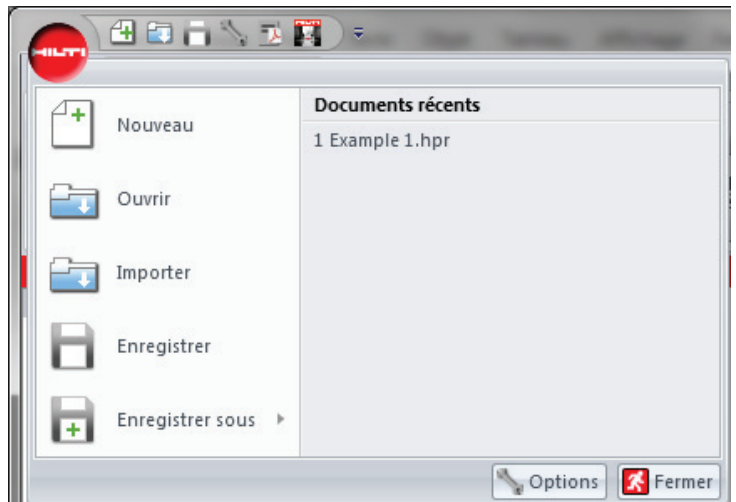 HILTI
Nouveau
Ouvrir
Importer
Enregistrer
Enregistrer sous
Documents récents
1 Example 1.hpr
Options
Fermer